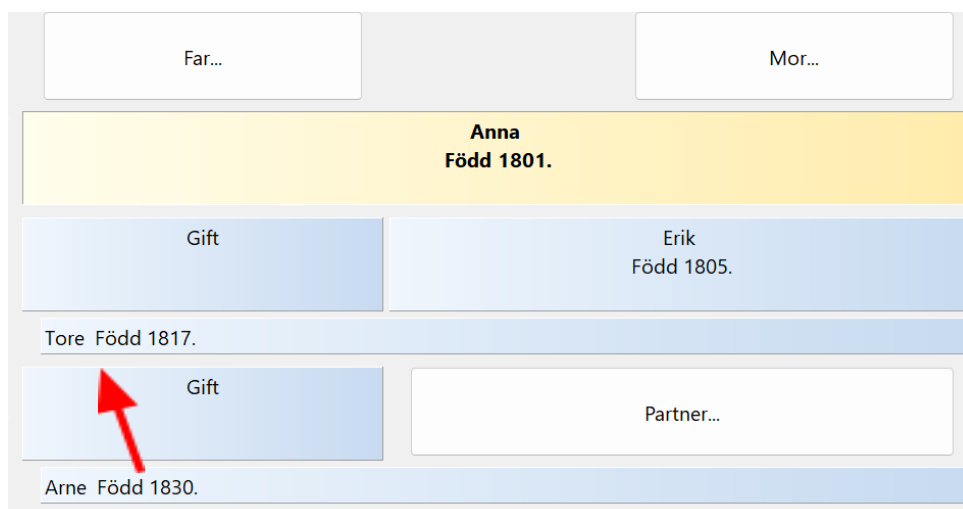 Far...
Mor...
Anna
Född 1801.
Gift
Erik
Född 1805.
Tore Född 1817.
Gift
Partner...
Arne Född 1830.